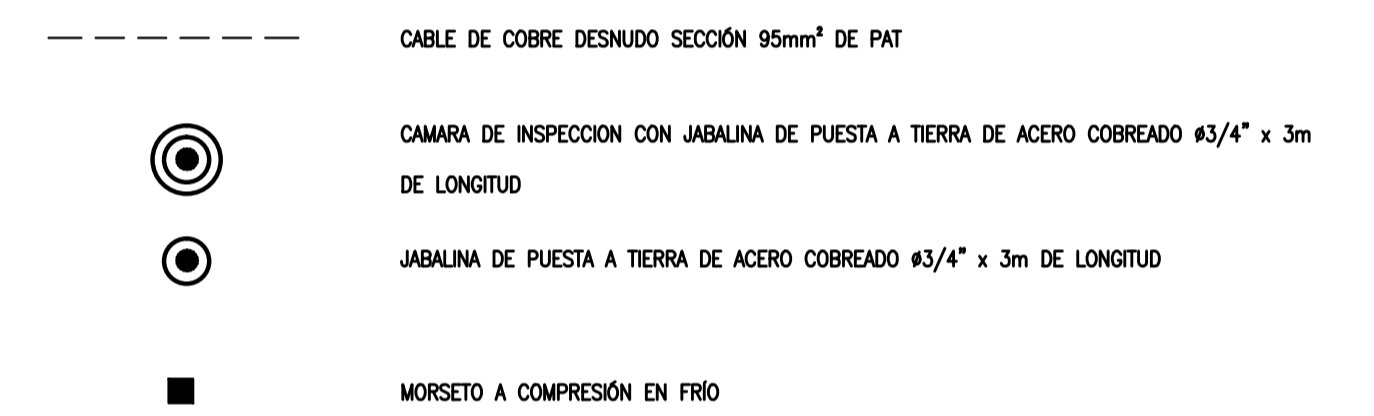 CABLE DE COBRE DESNUDO SECCIÓN 95mm² DE PAT
CAMARA DE INSPECCION CON JABALINA DE PUESTA A TIERRA DE ACERO COBREADO ø3/4" x 3m
DE LONGITUD
JABALINA DE PUESTA A TIERRA DE ACERO COBREADO ø3/4" x 3m DE LONGITUD
MORSETO A COMPRESIÓN EN FRÍO